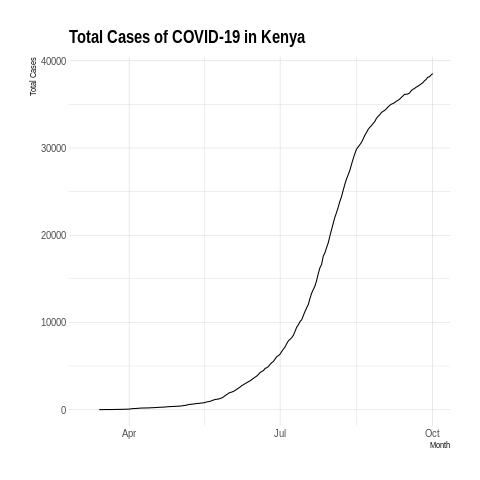 Total Cases of COVID-19 in Kenya
Total Cases
40000
30000
20000
10000
0
Apr
Jul
Oct
Month